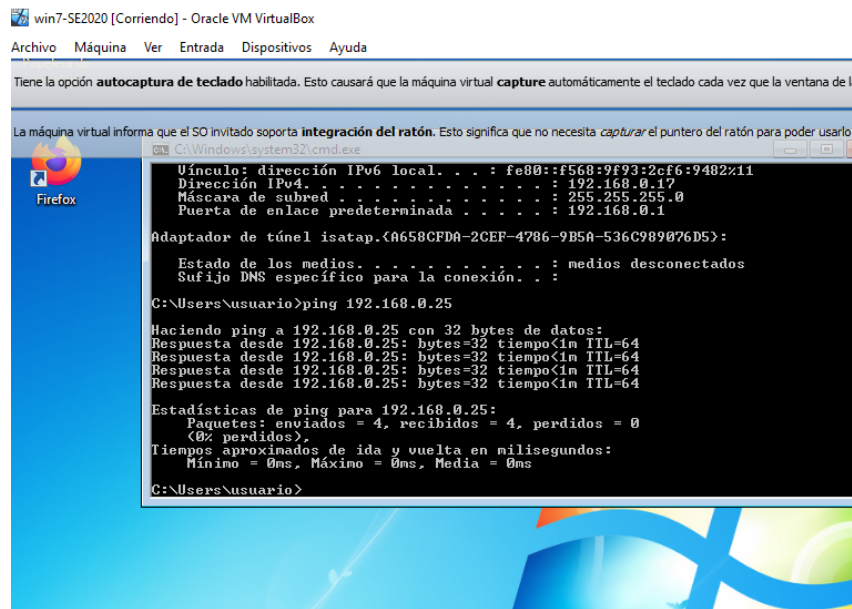 win7-SE2020 [Corriendo] - Oracle VM VirtualBox
Archivo Máquina Ver Entrada Dispositivos Ayuda
Tiene la opción autocaptura de teclado habilitada. Esto causará que la máquina virtual capture automáticamente el teclado cada vez que la ventana de
La máquina virtual informa que el SO invitado soporta integración del ratón. Esto significa que no necesita capturar el puntero del ratón para poder usarlo
C:\Windows\system32\cmd.exe
Firefox
Vínculo: dirección IPv6 local. . . : fe80::f568:9f93:2cf6:9482%11
Dirección IPv4. . . . . . . . . . . . . . : 192.168.0.17
Máscara de subred . . . . . . . . . . . . : 255.255.255.0
Puerta de enlace predeterminada . . . . . : 192.168.0.1
Adaptador de túnel isatap.{A658CFDA-2CEF-4786-9B5A-536C989076D5}:
Estado de los medios. . . . . . . . . . . : medios desconectados
Sufijo DNS específico para la conexión. . :
C:\Users\usuario>ping 192.168.0.25
Haciendo ping a 192.168.0.25 con 32 bytes de datos:
Respuesta desde 192.168.0.25: bytes=32 tiempo<1m TTL=64
Respuesta desde 192.168.0.25: bytes=32 tiempo<1m TTL=64
Respuesta desde 192.168.0.25: bytes=32 tiempo<1m TTL=64
Respuesta desde 192.168.0.25: bytes=32 tiempo<1m TTL=64
Estadísticas de ping para 192.168.0.25:
Paquetes: enviados = 4, recibidos = 4, perdidos = 0
(0% perdidos),
Tiempos aproximados de ida y vuelta en milisegundos:
Mínimo = 0ms, Máximo = 0ms, Media = 0ms
C:\Users\usuario>